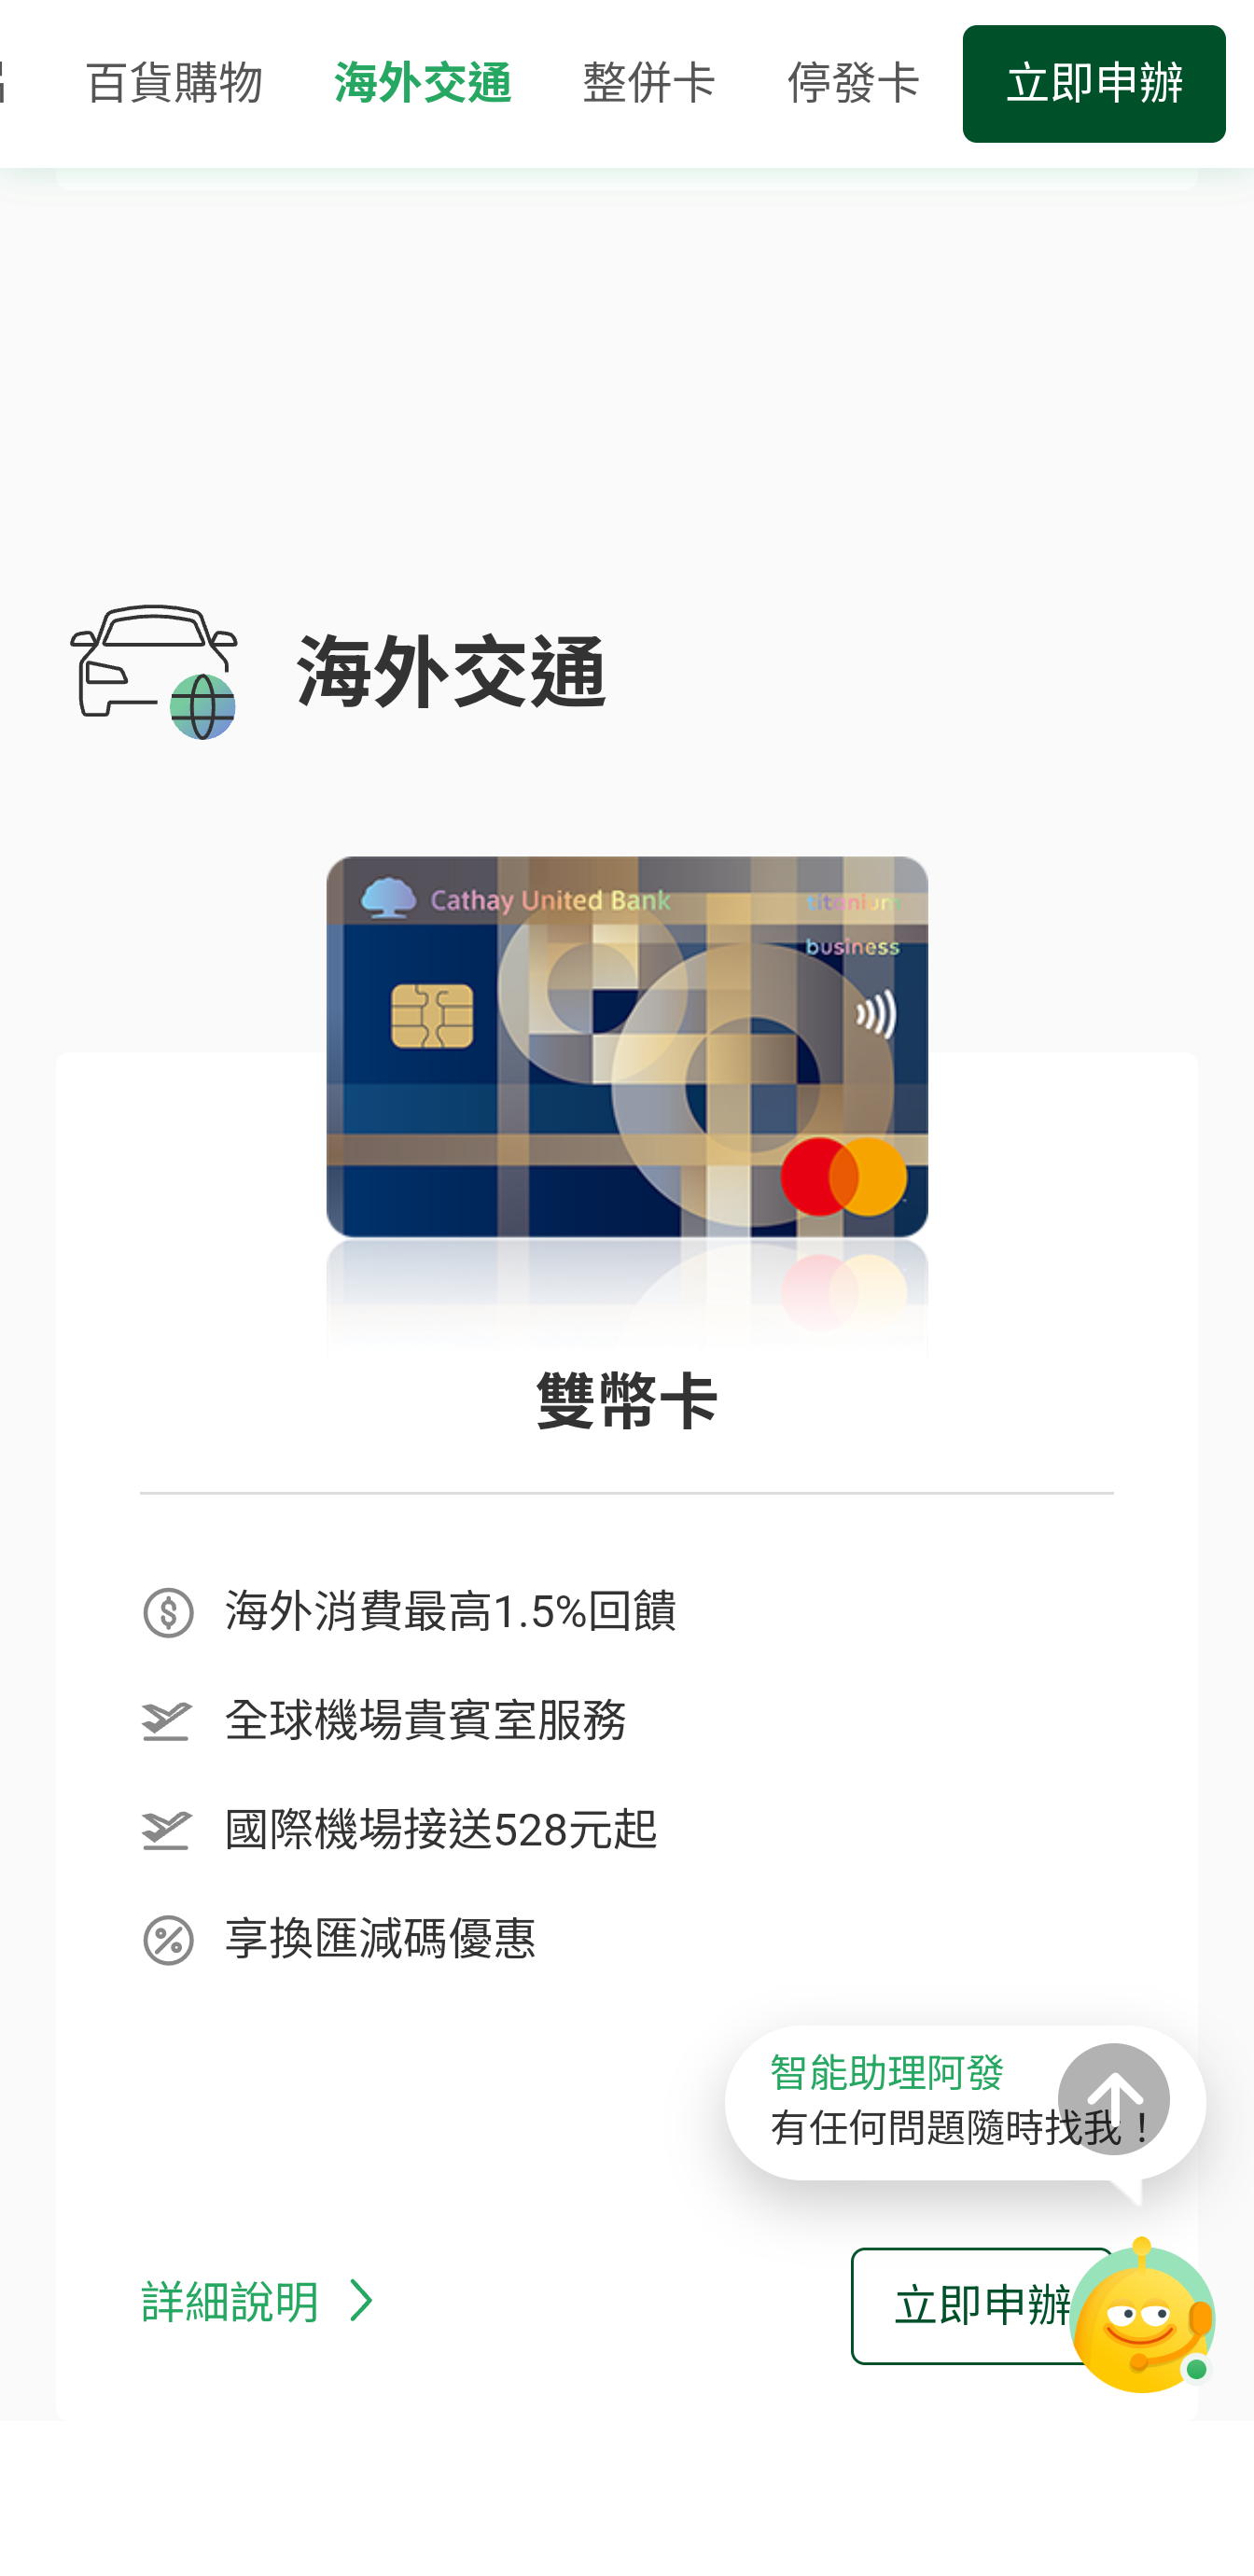 百貨購物 海外交通 整併卡 停發卡 立即申辦
海外交通
Cathay United Bank titanium
business
雙幣卡
海外消費最高1.5%回饋
全球機場貴賓室服務
國際機場接送528元起
享換匯減碼優惠
智能助理阿發
有任何問題隨時找我！
詳細說明 立即申辦